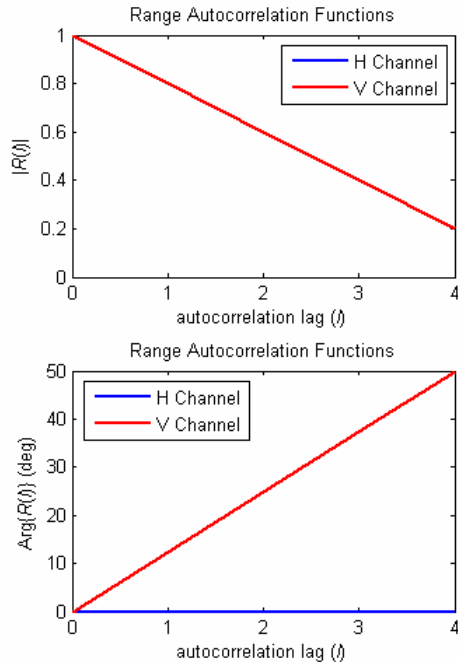 Range Autocorrelation Functions
1
0.8
0.6
0.4
0.2
0
|R(l)|
H Channel
V Channel
0 1 2 3 4
autocorrelation lag (l)
Range Autocorrelation Functions
50
40
30
20
10
0
Arg{R(l)} (deg)
H Channel
V Channel
0 1 2 3 4
autocorrelation lag (l)